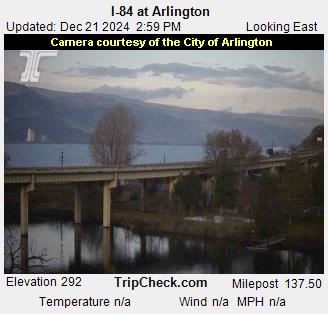 I-84 at Arlington
Updated: Dec 21 2024 2:59 PM Looking East
Camera courtesy of the City of Arlington
Elevation 292 TripCheck.com Milepost 137.50
Temperature n/a Wind n/a MPH n/a